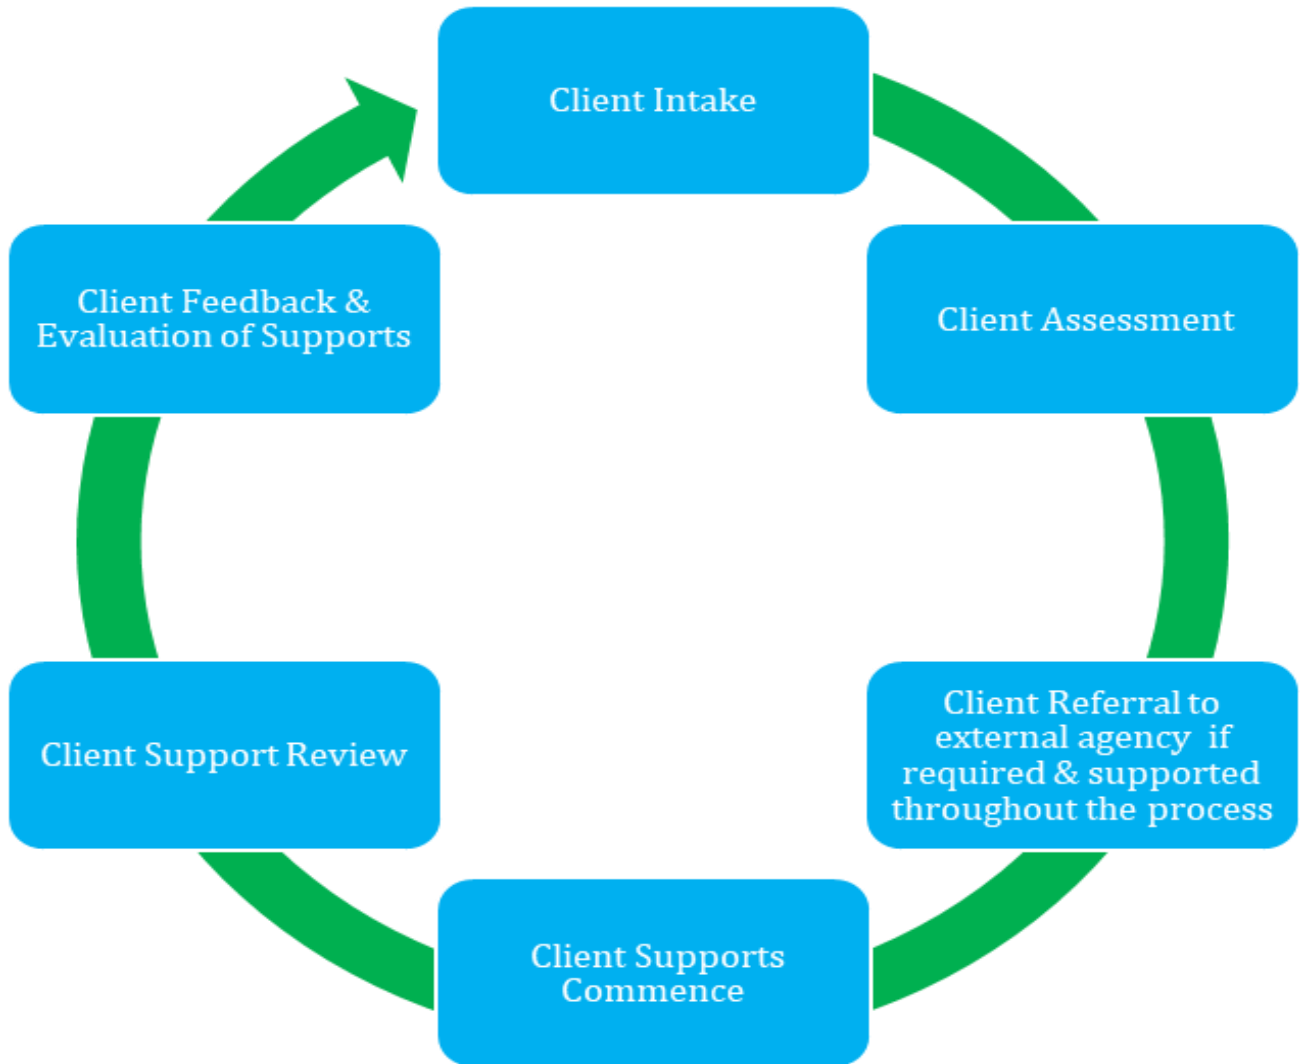 Client Intake
Client Assessment
Client Referral to
external agency  if
required & supported
throughout the process
Client Supports
Commence
Client Support Review
Client Feedback &
Evaluation of Supports